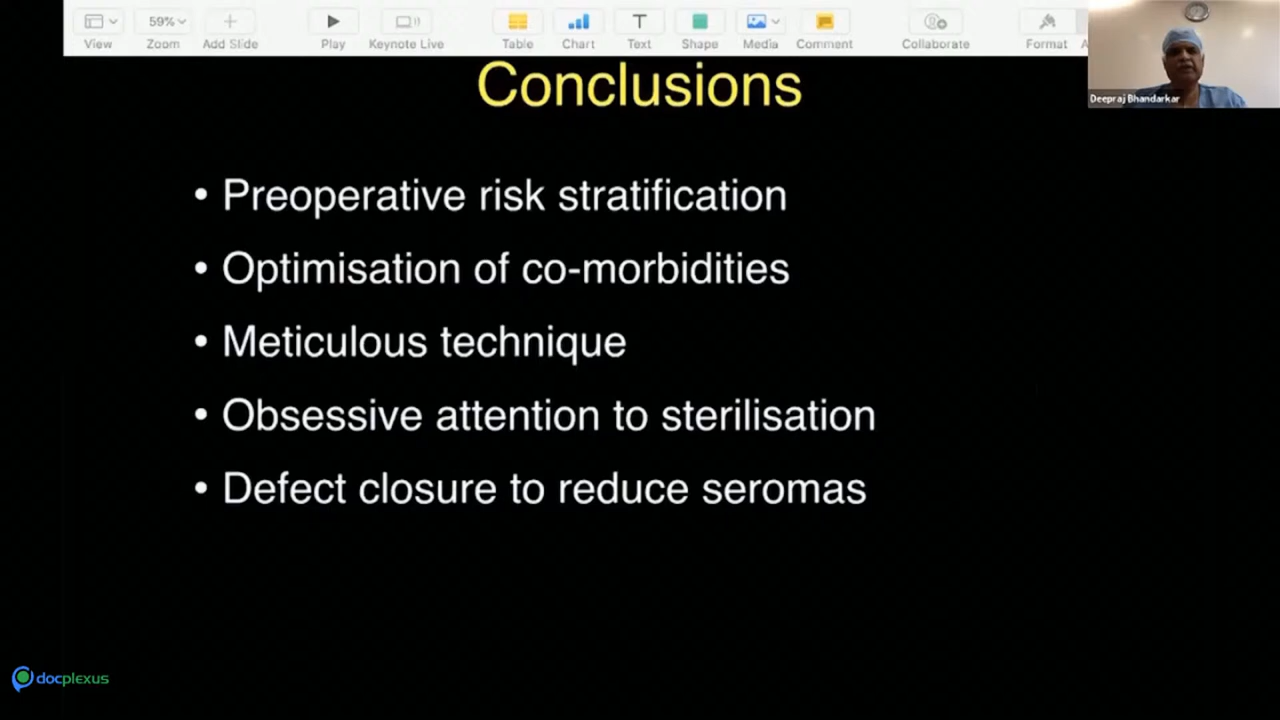 59%
View
Zoom
Add Slide
Play
Keynote Live
Table
Chart
Text
Shape
Media
Comment
Collaborate
Format
Deepraj Bhandarkar
Conclusions
• Preoperative risk stratification
• Optimisation of co-morbidities
• Meticulous technique
• Obsessive attention to sterilisation
• Defect closure to reduce seromas
docplexus